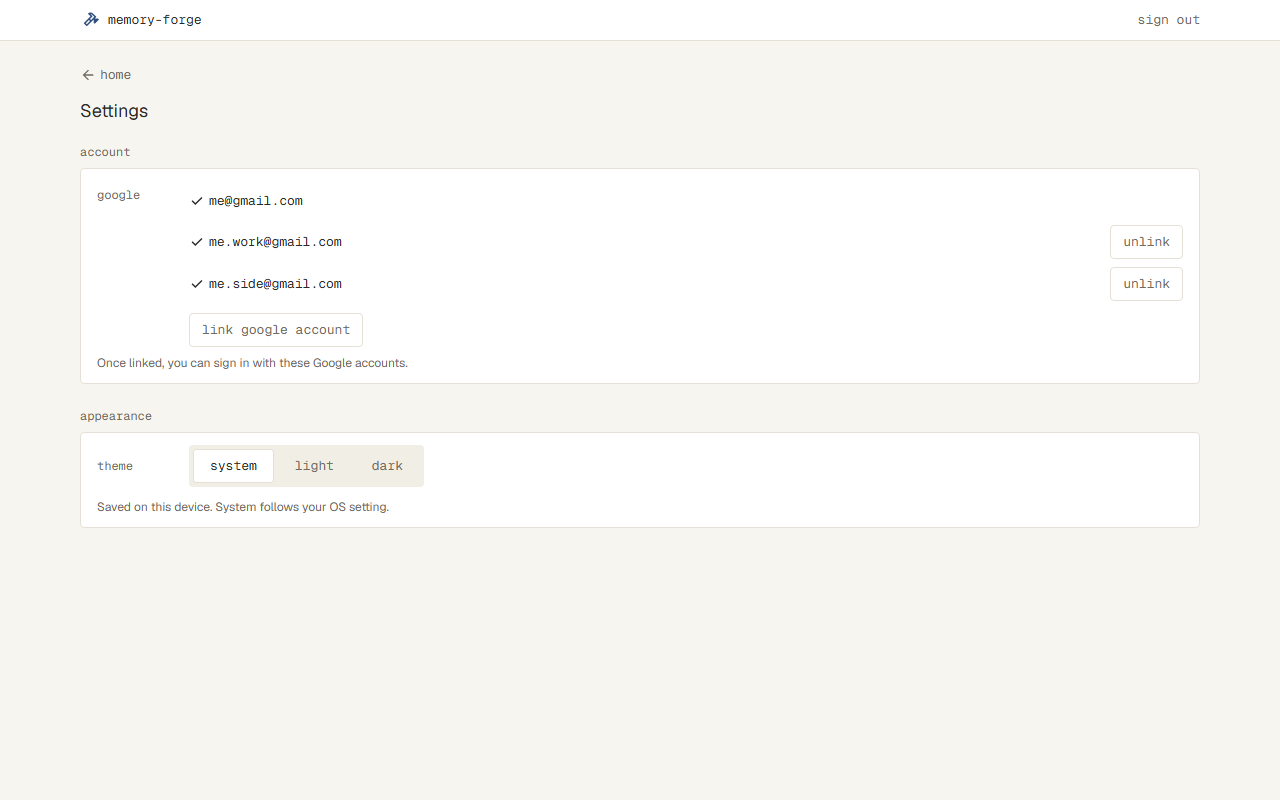 memory-forge
sign out
home
Settings
account
google
me@gmail.com
me.work@gmail.com
unlink
me.side@gmail.com
unlink
link google account
Once linked, you can sign in with these Google accounts.
appearance
theme
system light dark
Saved on this device. System follows your OS setting.